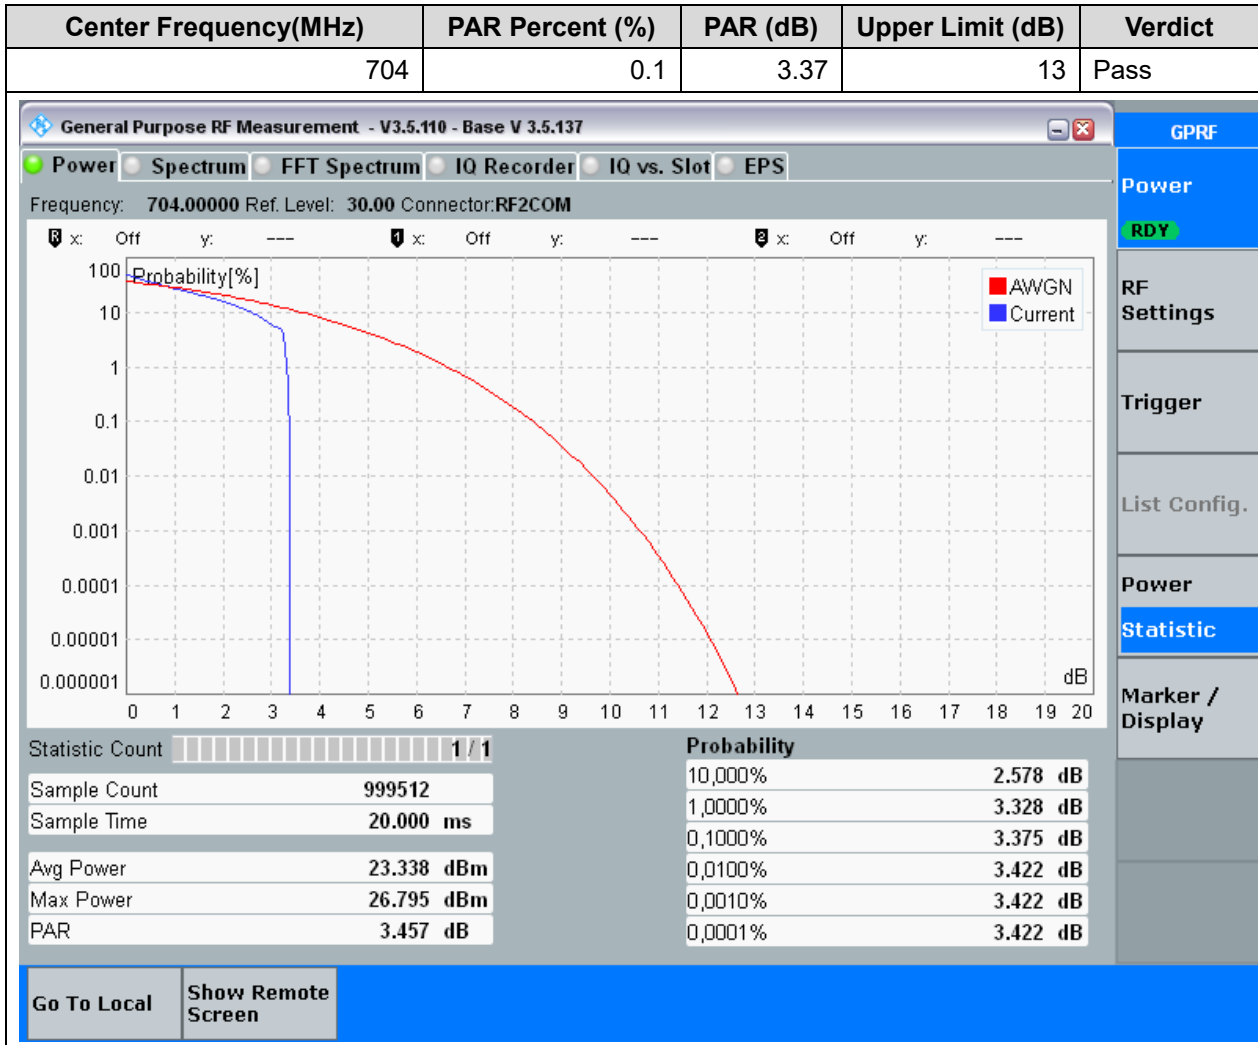 Center Frequency(MHz) PAR Percent (%) PAR (dB) Upper Limit (dB) Verdict
704 0.1 3.37 13 Pass
General Purpose RF Measurement - V3.5.110 - Base V 3.5.137
GPRF
Power Spectrum FFT Spectrum IQ Recorder IQ vs. Slot EPS
Power
RDY
Frequency: 704.00000 Ref. Level: 30.00 Connector:RF2COM
R x: Off y: --- 1 x: Off y: --- 2 x: Off y: ---
Probability[%]
AWGN
Current
100
10
1
0.1
0.01
0.001
0.0001
0.00001
0.000001
dB
0 1 2 3 4 5 6 7 8 9 10 11 12 13 14 15 16 17 18 19 20
RF
Settings
Trigger
List Config.
Power
Statistic
Marker /
Display
Statistic Count 1 / 1
Sample Count 999512
Sample Time 20.000 ms
Avg Power 23.338 dBm
Max Power 26.795 dBm
PAR 3.457 dB
Probability
10,000% 2.578 dB
1,0000% 3.328 dB
0,1000% 3.375 dB
0,0100% 3.422 dB
0,0010% 3.422 dB
0,0001% 3.422 dB
Go To Local
Show Remote
Screen